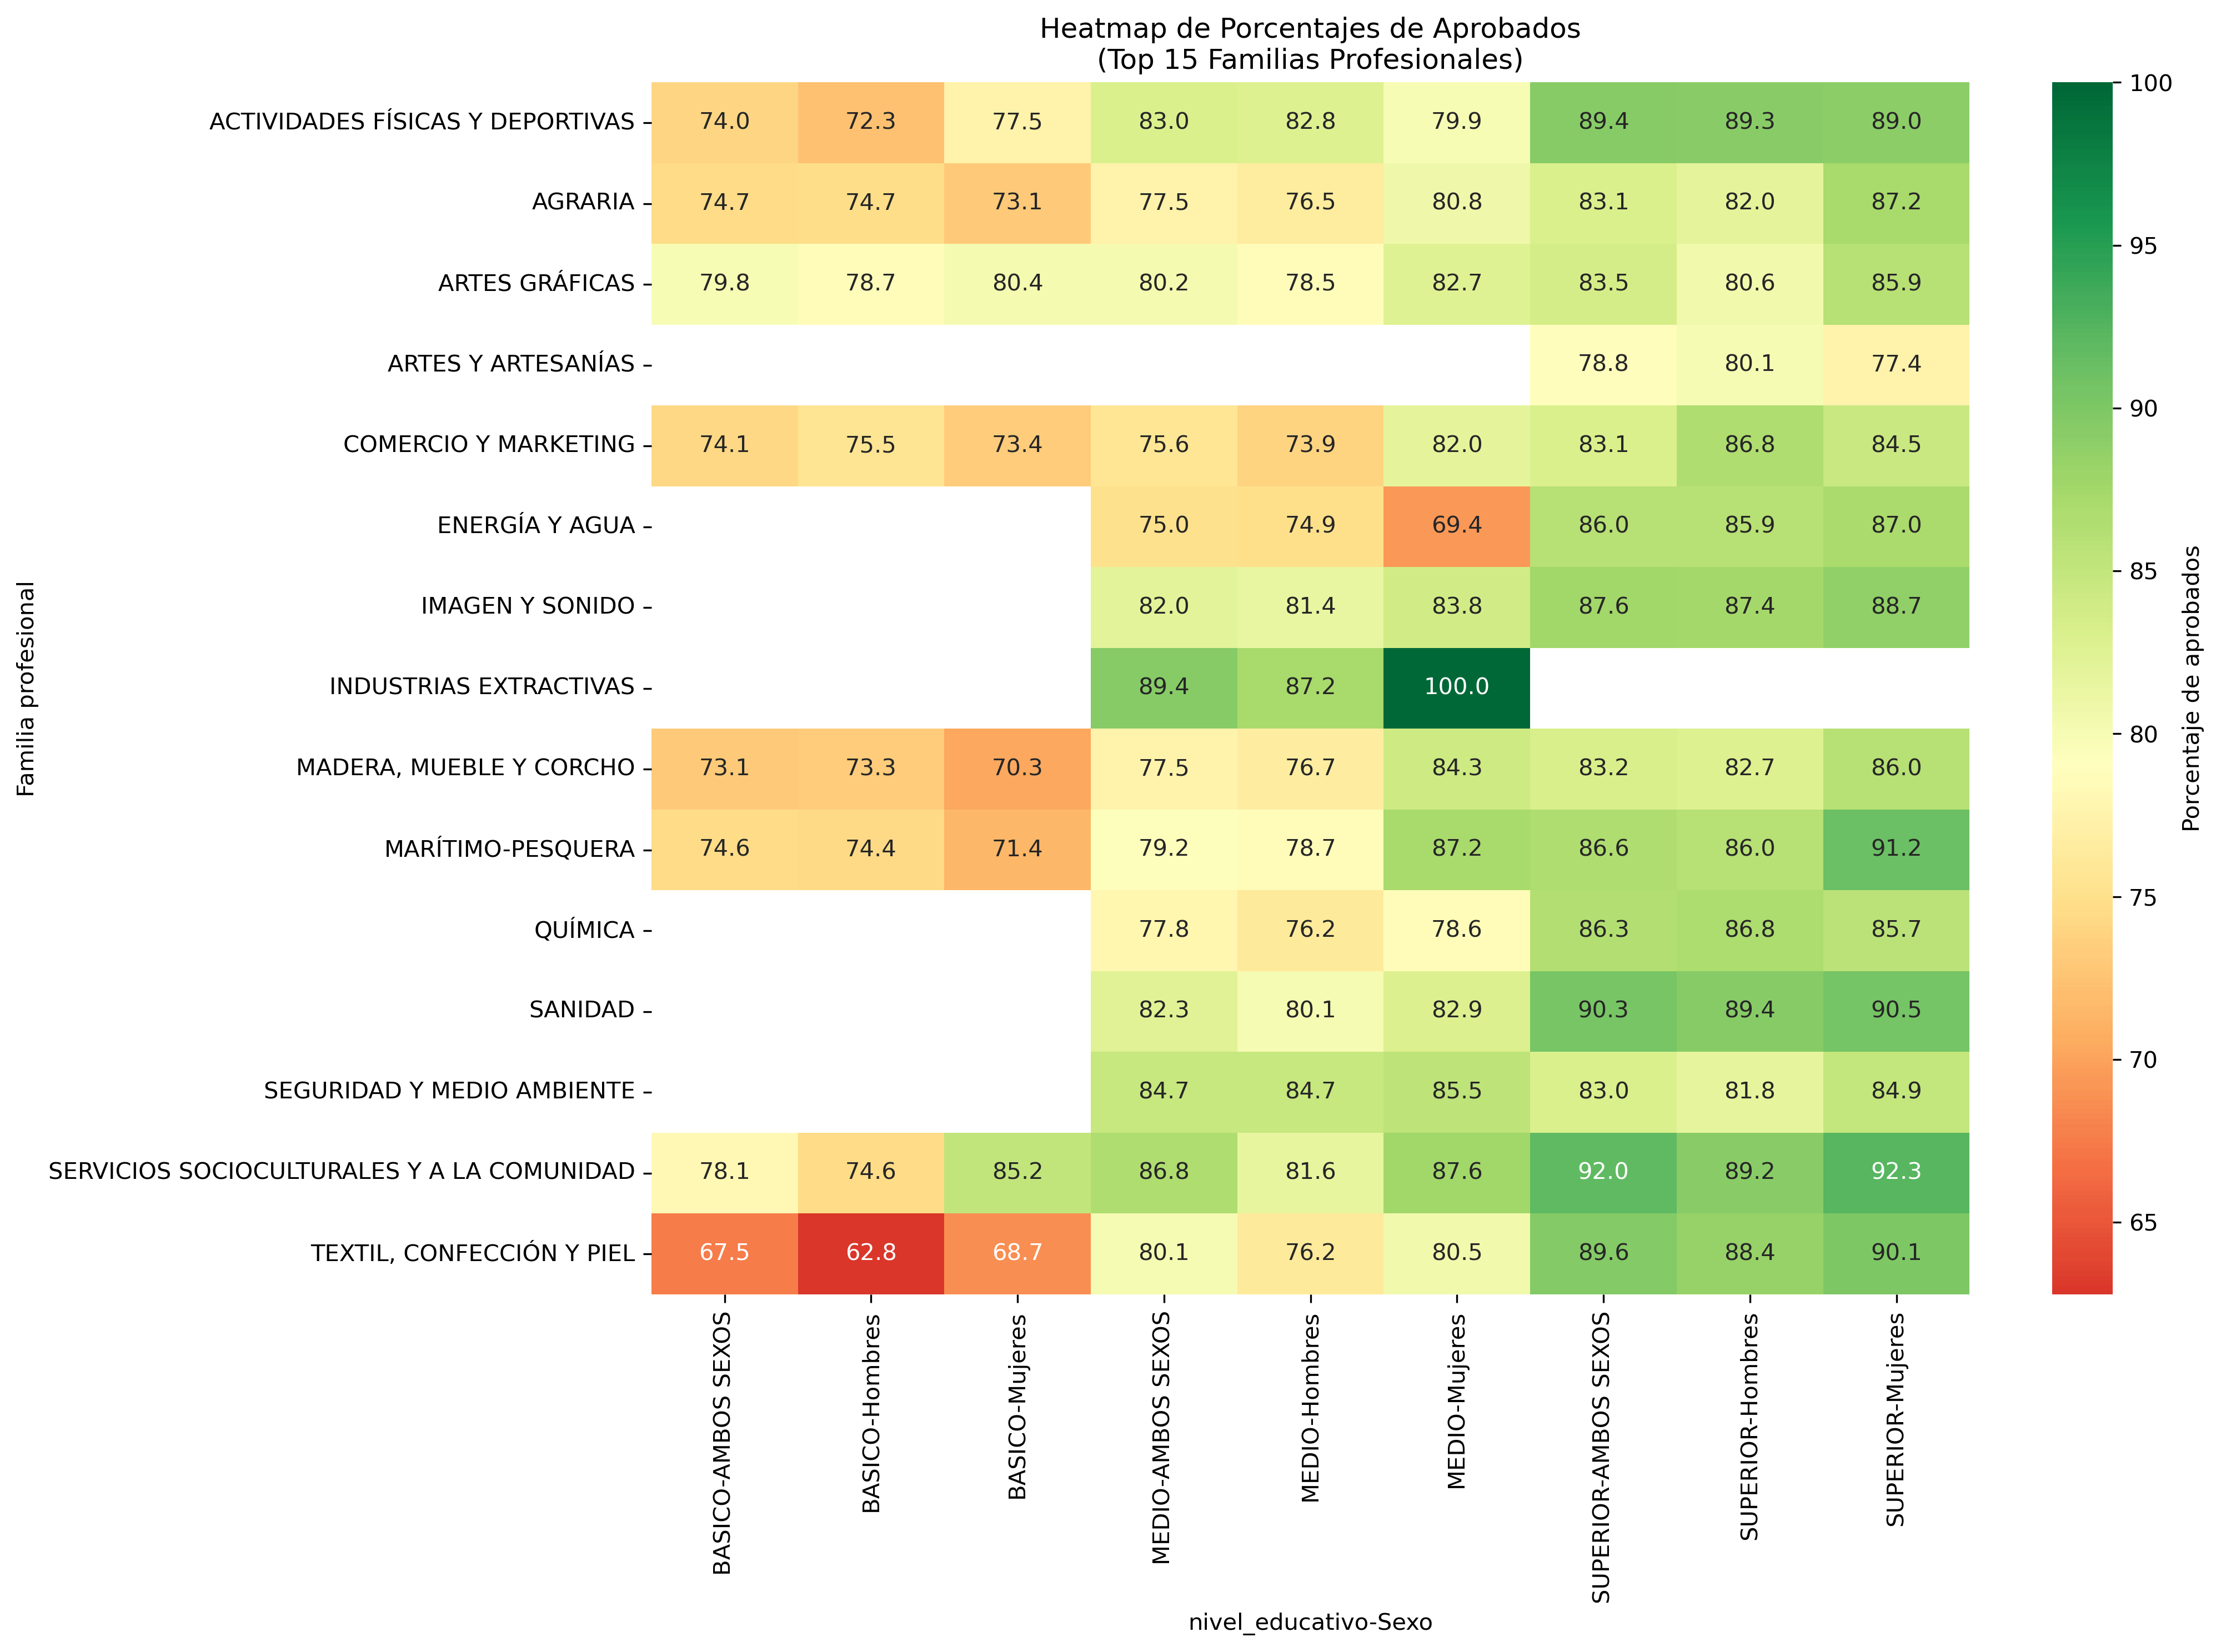 Heatmap de Porcentajes de Aprobados
(Top 15 Familias Profesionales)
Familia profesional
ACTIVIDADES FÍSICAS Y DEPORTIVAS 74.0 72.3 77.5 83.0 82.8 79.9 89.4 89.3 89.0
AGRARIA 74.7 74.7 73.1 77.5 76.5 80.8 83.1 82.0 87.2
ARTES GRÁFICAS 79.8 78.7 80.4 80.2 78.5 82.7 83.5 80.6 85.9
ARTES Y ARTESANÍAS 78.8 80.1 77.4
COMERCIO Y MARKETING 74.1 75.5 73.4 75.6 73.9 82.0 83.1 86.8 84.5
ENERGÍA Y AGUA 75.0 74.9 69.4 86.0 85.9 87.0
IMAGEN Y SONIDO 82.0 81.4 83.8 87.6 87.4 88.7
INDUSTRIAS EXTRACTIVAS 89.4 87.2 100.0
MADERA, MUEBLE Y CORCHO 73.1 73.3 70.3 77.5 76.7 84.3 83.2 82.7 86.0
MARÍTIMO-PESQUERA 74.6 74.4 71.4 79.2 78.7 87.2 86.6 86.0 91.2
QUÍMICA 77.8 76.2 78.6 86.3 86.8 85.7
SANIDAD 82.3 80.1 82.9 90.3 89.4 90.5
SEGURIDAD Y MEDIO AMBIENTE 84.7 84.7 85.5 83.0 81.8 84.9
SERVICIOS SOCIOCULTURALES Y A LA COMUNIDAD 78.1 74.6 85.2 86.8 81.6 87.6 92.0 89.2 92.3
TEXTIL, CONFECCIÓN Y PIEL 67.5 62.8 68.7 80.1 76.2 80.5 89.6 88.4 90.1
BASICO-AMBOS SEXOS
BASICO-Hombres
BASICO-Mujeres
MEDIO-AMBOS SEXOS
MEDIO-Hombres
MEDIO-Mujeres
SUPERIOR-AMBOS SEXOS
SUPERIOR-Hombres
SUPERIOR-Mujeres
nivel_educativo-Sexo
100
95
90
85
80
75
70
65
Porcentaje de aprobados